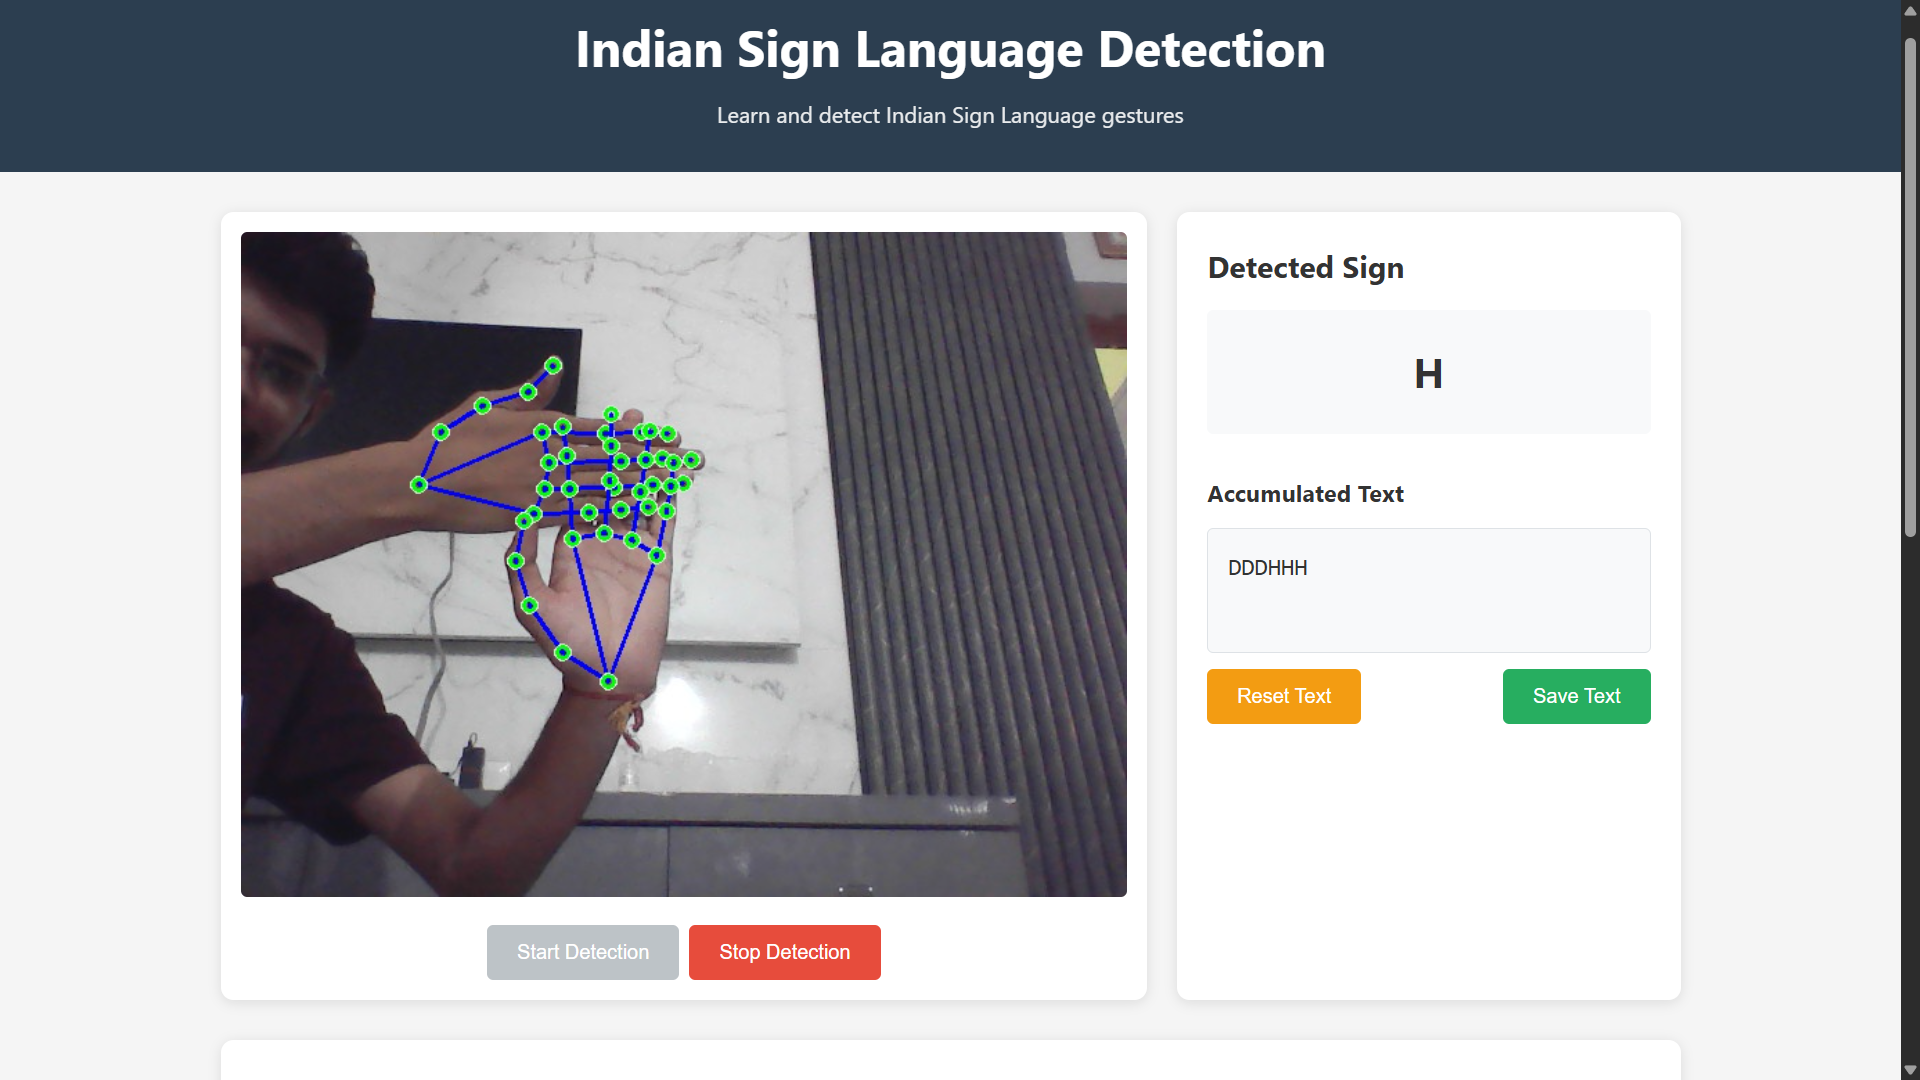 Indian Sign Language Detection
Learn and detect Indian Sign Language gestures
Detected Sign
H
Accumulated Text
DDDHHH
Reset Text
Save Text
Start Detection
Stop Detection